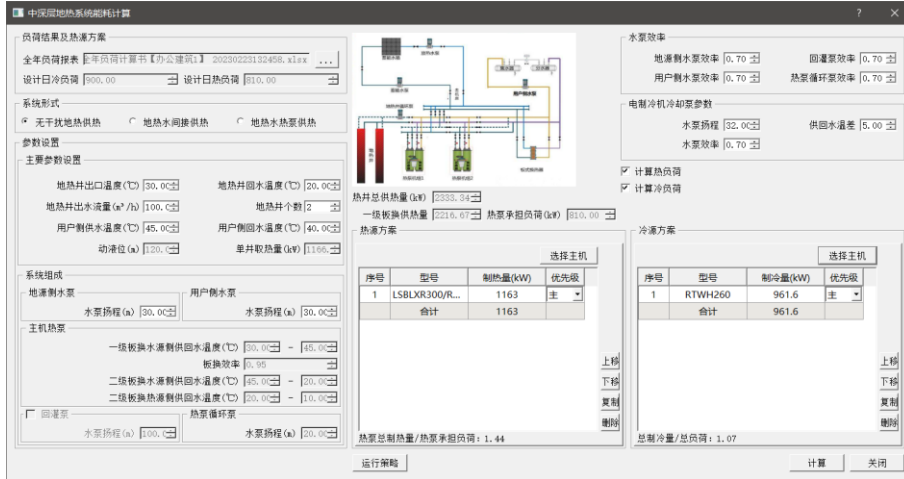 中深层地热系统能耗计算
负荷结果及热源方案
全年负荷报表 全年负荷计算书【办公建筑1】 20230223132458.xlsx ...
设计日冷负荷 900.00 设计日热负荷 810.00
系统形式
无干扰地热供热 地热水间接供热 地热水热泵供热
参数设置
主要参数设置
地热井出口温度(℃) 30.00 地热井回水温度(℃) 20.00
地热井出水流量(m³/h) 100.0 地热井个数 2
用户侧供水温度(℃) 45.00 用户侧回水温度(℃) 40.00
动液位(m) 120.0 单井取热量(kW) 1166.
系统组成
地源侧水泵 用户侧水泵
水泵扬程(m) 30.00 水泵扬程(m) 30.00
主机热泵
一级板换水源侧供回水温度(℃) 30.00 - 45.00
板换效率 0.95
二级板换水源侧供回水温度(℃) 45.00 - 20.00
二级板换热源侧供回水温度(℃) 20.00 - 10.00
回灌泵 热泵循环泵
水泵扬程(m) 100.0 水泵扬程(m) 20.00
用户侧水泵
热井总供热量(kW) 2333.34
一级板换供热量 2216.67 热泵承担负荷(kW) 810.00
热源方案
选择主机
序号 型号 制热量(kW) 优先级
1 LSBLXR300/R... 1163 主
合计 1163
上移
下移
复制
删除
热泵总制热量/热泵承担负荷: 1.44
运行策略
水泵效率
地源侧水泵效率 0.70 回灌泵效率 0.70
用户侧水泵效率 0.70 热泵循环泵效率 0.70
电制冷机冷却泵参数
水泵扬程 32.00 供回水温差 5.00
水泵效率 0.70
计算热负荷
计算冷负荷
冷源方案
选择主机
序号 型号 制冷量(kW) 优先级
1 RTWH260 961.6 主
合计 961.6
上移
下移
复制
删除
总制冷量/总负荷: 1.07
计算 关闭